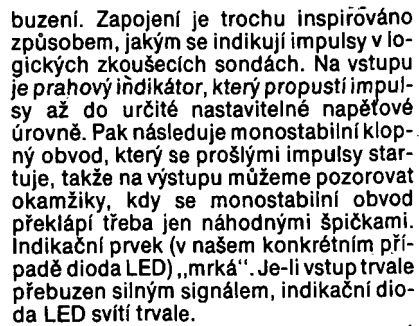 buzení. Zapojení je trochu inspirováno
způsobem, jakým se indikují impulsy v lo-
gických zkoušecích sondách. Na vstupu
je prahový indikátor, který propustí impul-
sy až do určité nastavitelné napěťové
úrovně. Pak následuje monostabilní klop-
ný obvod, který se prošlými impulsy star-
tuje, takže na výstupu můžeme pozorovat
okamžiky, kdy se monostabilní obvod
překlápí třeba jen náhodnými špičkami.
Indikační prvek (v našem konkrétním pří-
padě dioda LED) „mrká“. Je-li vstup trvale
přebuzen silným signálem, indikační dio-
da LED svítí trvale.